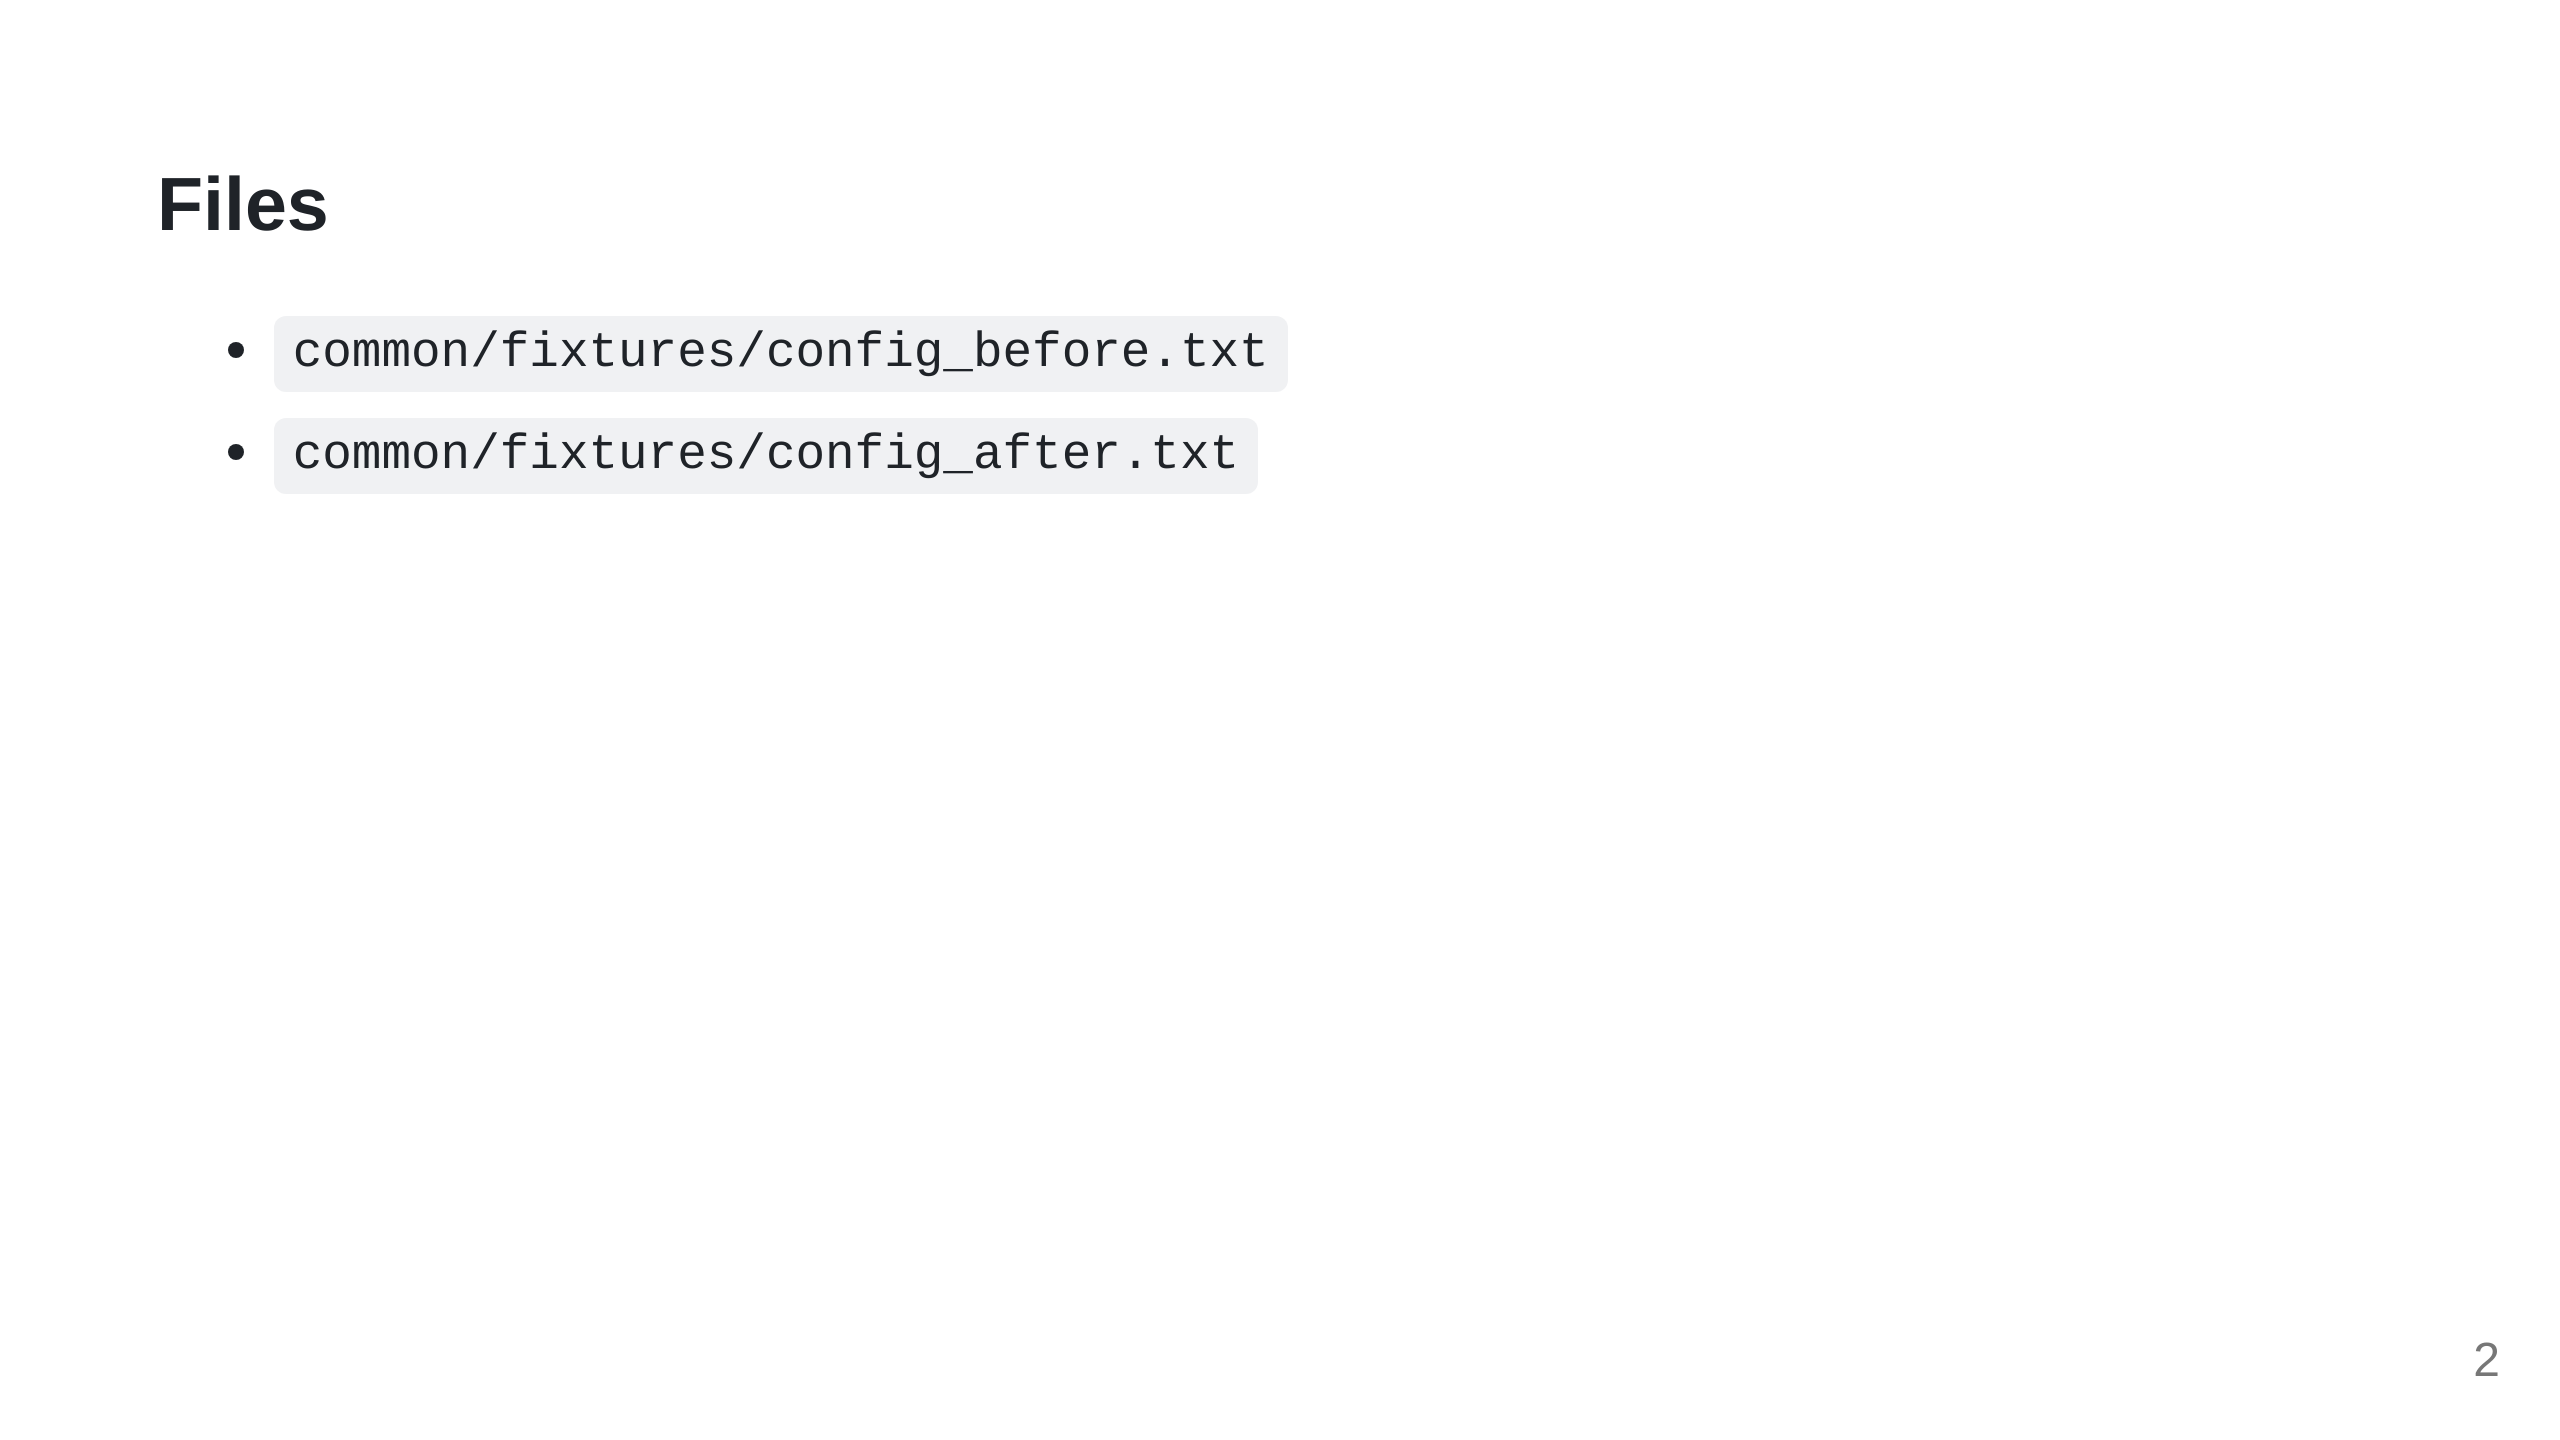 Files
• common/fixtures/config_before.txt
• common/fixtures/config_after.txt
2